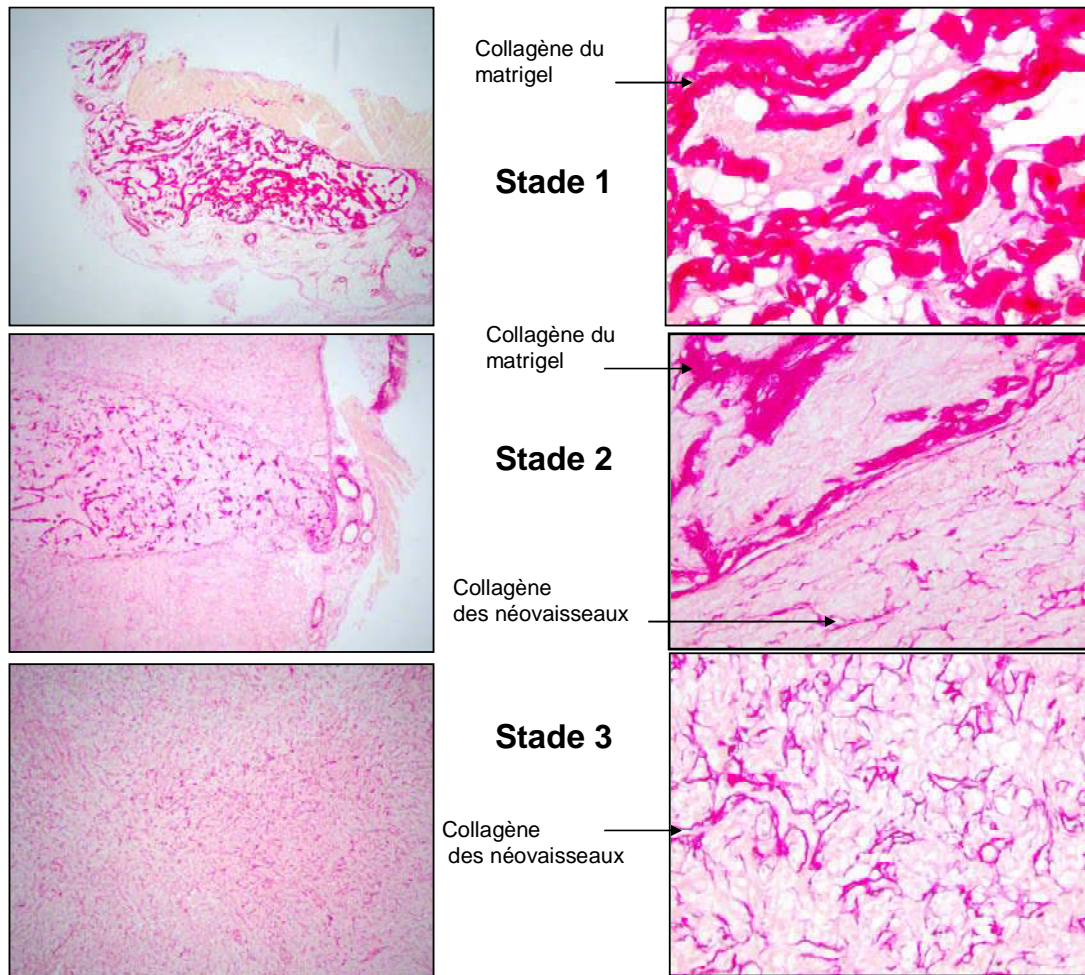 Collagène du
matrigel
Stade 1
Collagène du
matrigel
Stade 2
Collagène
des néovaisseaux
Stade 3
Collagène
des néovaisseaux